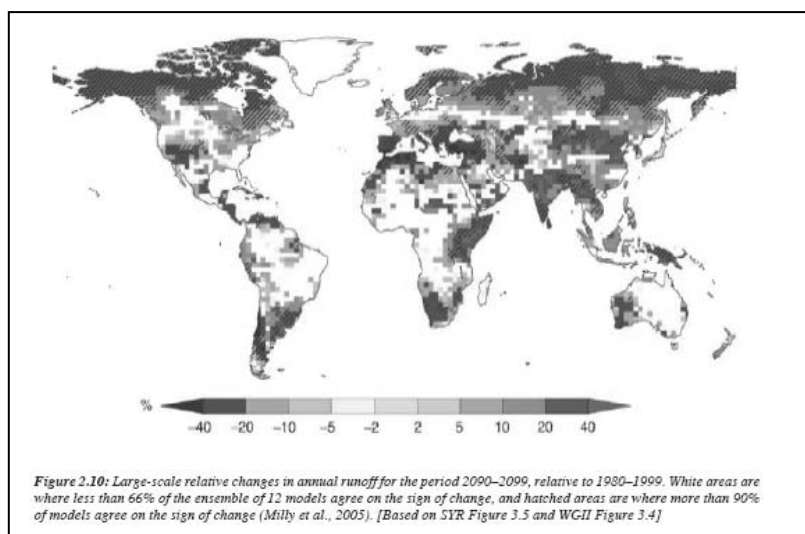 %
−40 −20 −10 −5 −2 2 5 10 20 40
Figure 2.10: Large-scale relative changes in annual runoff for the period 2090–2099, relative to 1980–1999. White areas are
where less than 66% of the ensemble of 12 models agree on the sign of change, and hatched areas are where more than 90%
of models agree on the sign of change (Milly et al., 2005). [Based on SYR Figure 3.5 and WGII Figure 3.4]